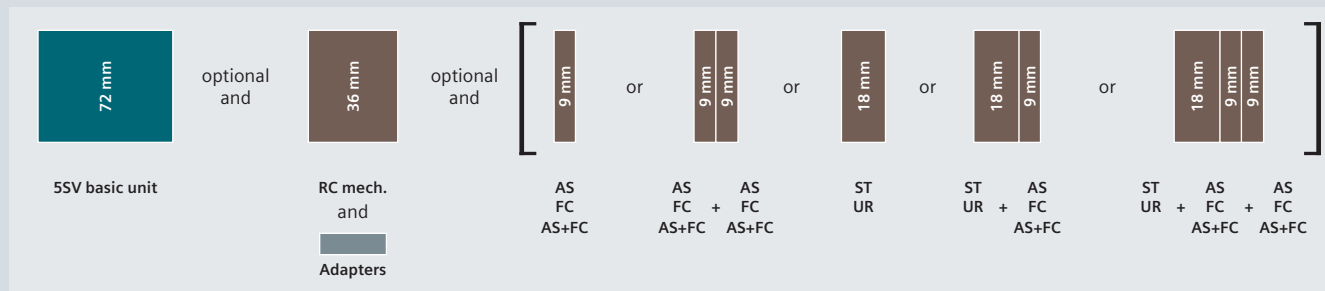 72 mm
optional
and
36 mm
optional
and
9 mm
or
9 mm
9 mm
or
18 mm
or
18 mm
9 mm
or
18 mm
9 mm
9 mm
5SV basic unit
RC mech.
and
Adapters
AS
FC
AS+FC
AS AS
FC + FC
AS+FC AS+FC
ST
UR
ST AS
UR + FC
AS+FC
ST AS AS
UR + FC + FC
AS+FC AS+FC